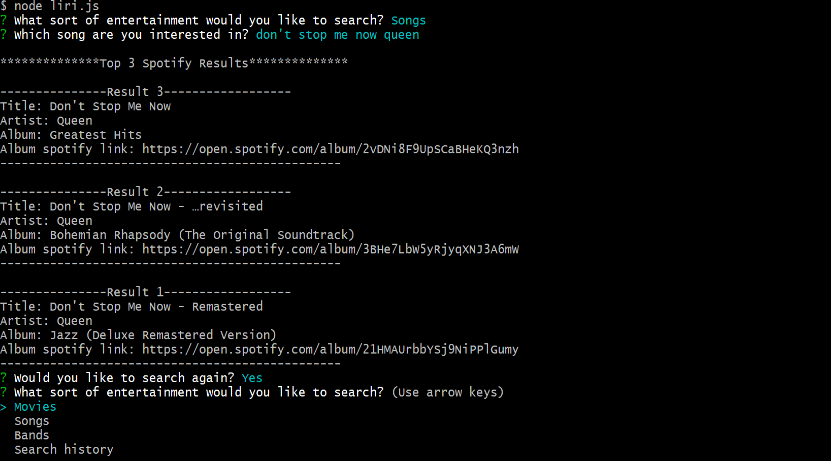 $ node liri.js
? What sort of entertainment would you like to search? Songs
? which song are you interested in? don't stop me now queen
**************Top 3 Spotify Results**************
---------------Result 3------------------
Title: Don't Stop Me Now
Artist: Queen
Album: Greatest Hits
Album spotify link: https://open.spotify.com/album/2vDNi8F9UpSCaBHeKQ3nzh
------------------------------------------------
---------------Result 2------------------
Title: Don't Stop Me Now - …revisited
Artist: Queen
Album: Bohemian Rhapsody (The Original Soundtrack)
Album spotify link: https://open.spotify.com/album/3BHe7LbW5yRjyqXNJ3A6mW
------------------------------------------------
---------------Result 1------------------
Title: Don't Stop Me Now - Remastered
Artist: Queen
Album: Jazz (Deluxe Remastered Version)
Album spotify link: https://open.spotify.com/album/21HMAUrbbYSj9NiPPlGumy
------------------------------------------------
? Would you like to search again? Yes
? What sort of entertainment would you like to search? (Use arrow keys)
> Movies
Songs
Bands
Search history